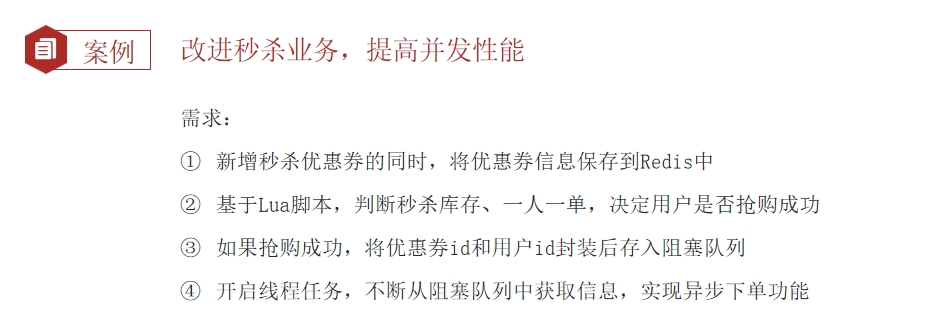 案例 改进秒杀业务，提高并发性能
需求：
① 新增秒杀优惠券的同时，将优惠券信息保存到Redis中
② 基于Lua脚本，判断秒杀库存、一人一单，决定用户是否抢购成功
③ 如果抢购成功，将优惠券id和用户id封装后存入阻塞队列
④ 开启线程任务，不断从阻塞队列中获取信息，实现异步下单功能